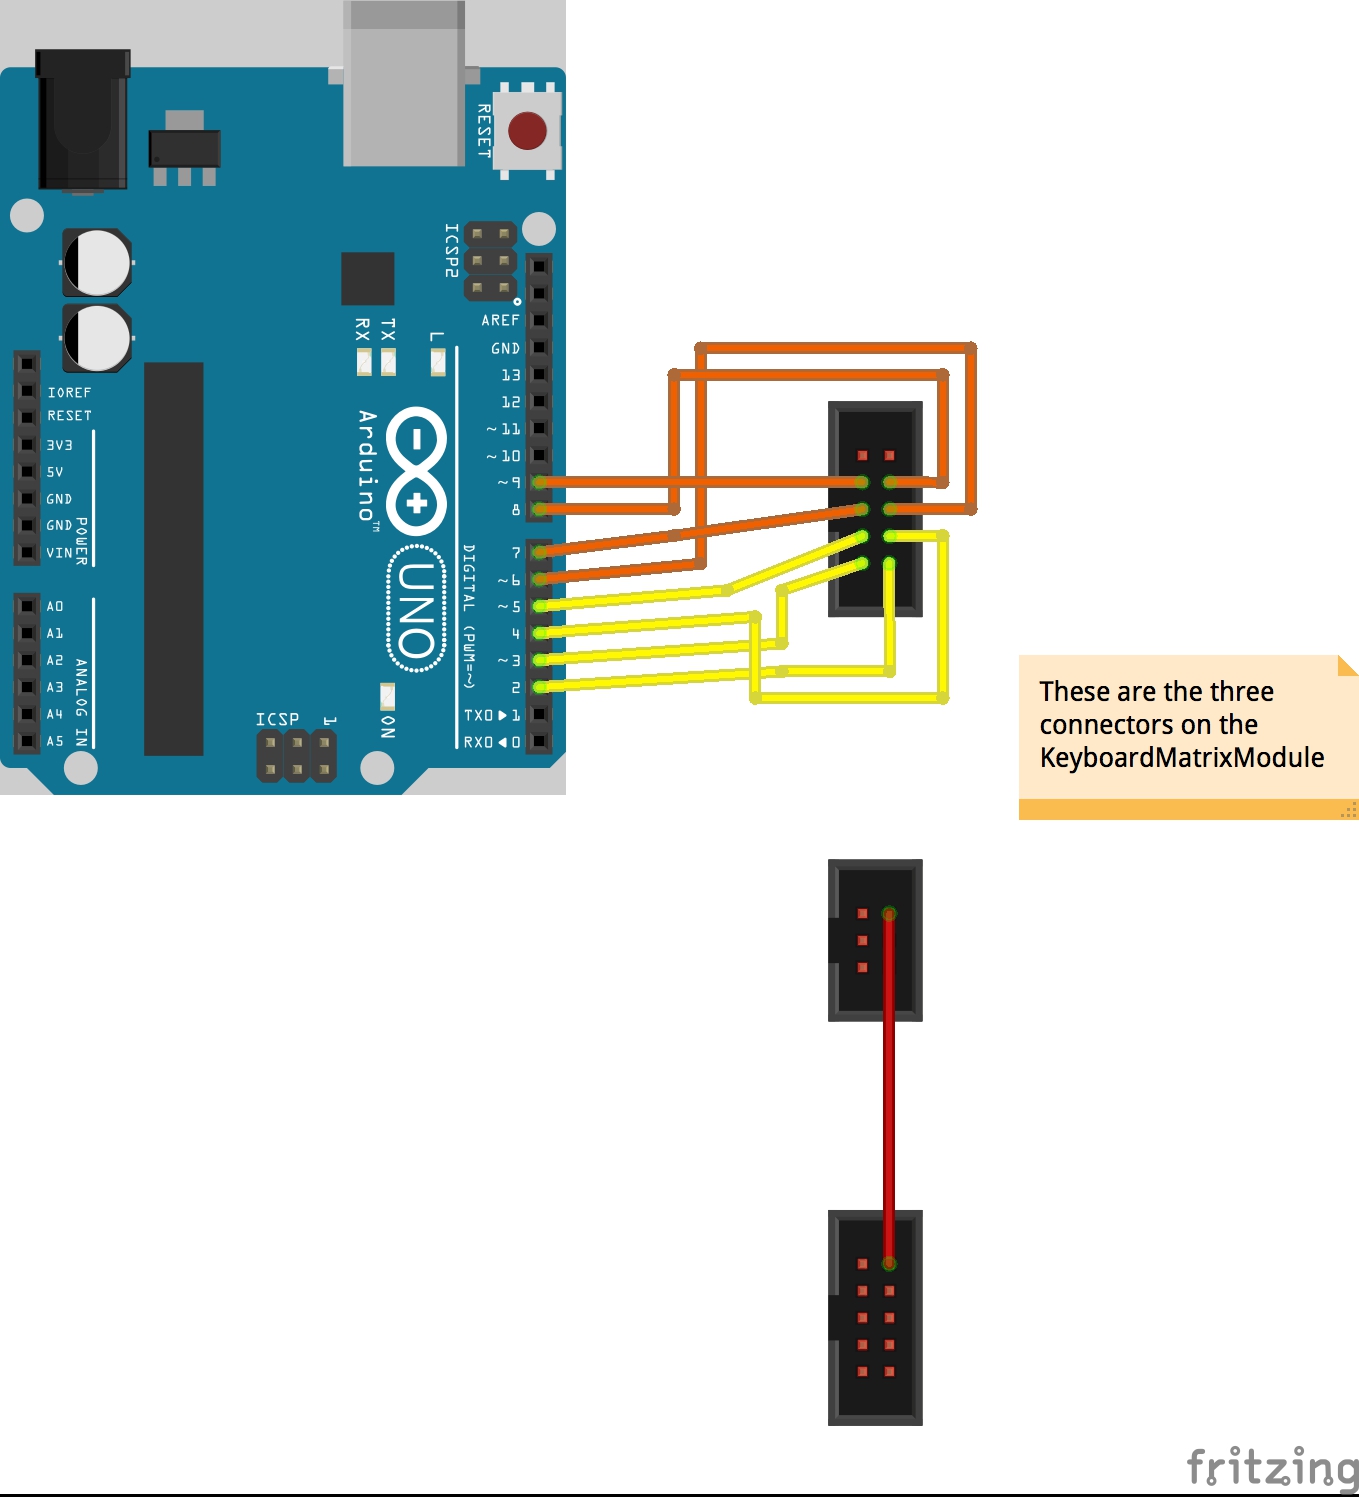 RESET
ICSP2
AREF
GND
13
12
~11
~10
~9
8
7
~6
~5
4
~3
2
TX0▶1
RX0◀0
RX
TX
L
IOREF
RESET
3V3
5V
GND
GND
VIN
POWER
A0
A1
A2
A3
A4
A5
ANALOG IN
Arduino™
UNO
DIGITAL (PWM=~)
ICSP
1
ON
These are the three
connectors on the
KeyboardMatrixModule
fritzing